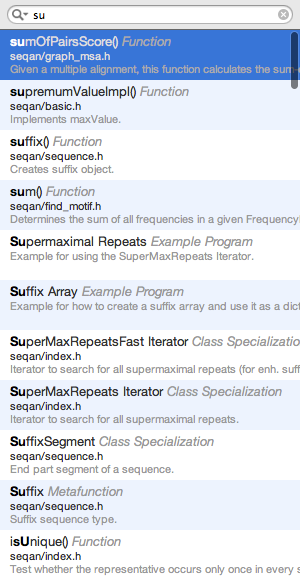 su
sumOfPairsScore() Function
seqan/graph_msa.h
Given a multiple alignment, this function calculates the sum-
supremumValueImpl() Function
seqan/basic.h
Implements maxValue.
suffix() Function
seqan/sequence.h
Creates suffix object.
sum() Function
seqan/find_motif.h
Determines the sum of all frequencies in a given Frequency
Supermaximal Repeats Example Program
Example for using the SuperMaxRepeats Iterator.
Suffix Array Example Program
Example for how to create a suffix array and use it as a dict
SuperMaxRepeatsFast Iterator Class Specialization
seqan/index.h
Iterator to search for all supermaximal repeats (for enh. suff
SuperMaxRepeats Iterator Class Specialization
seqan/index.h
Iterator to search for all supermaximal repeats.
SuffixSegment Class Specialization
seqan/sequence.h
End part segment of a sequence.
Suffix Metafunction
seqan/sequence.h
Suffix sequence type.
isUnique() Function
seqan/index.h
Test whether the representative occurs only once in every s